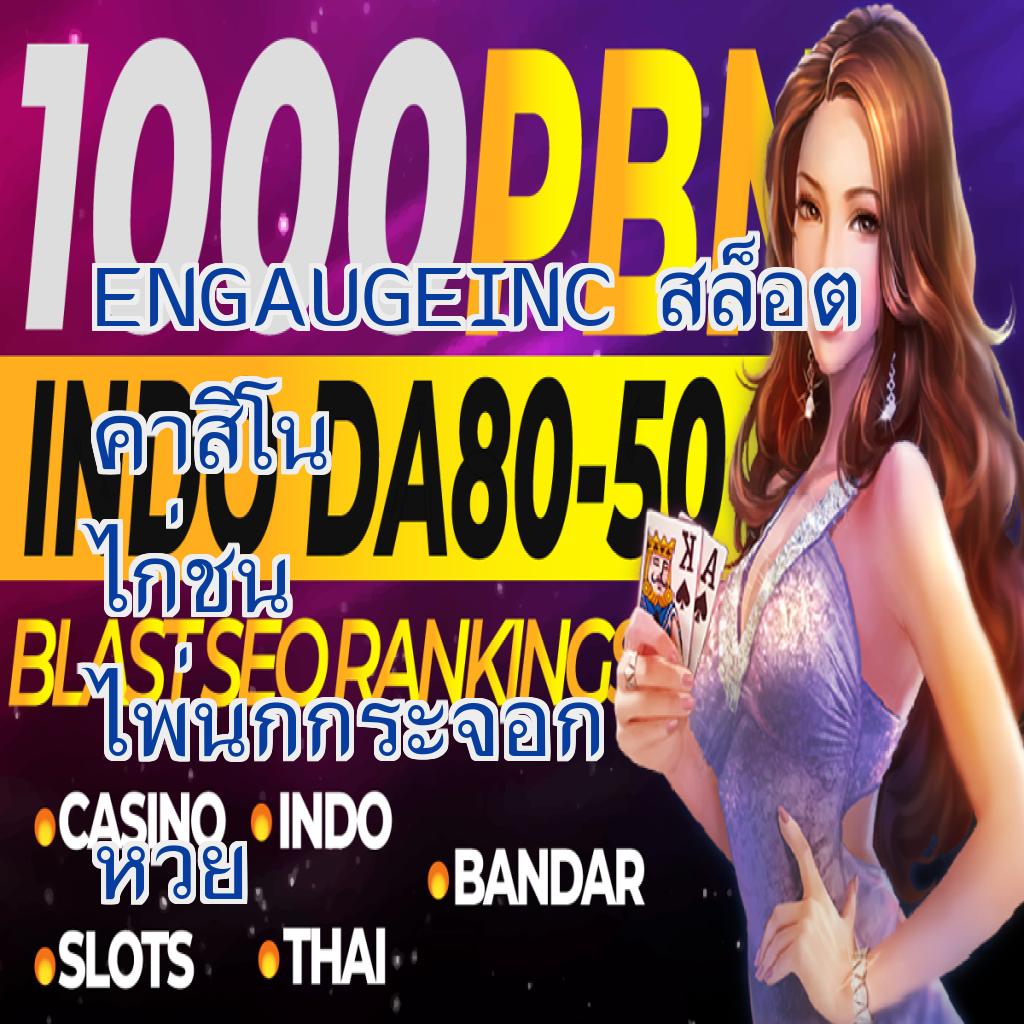 1000PBN
ENGAUGEINC สล็อต
INDO DA80-50
คาสิโน
ไก่ชน
BLAST SEO RANKINGS
ไพ่นกกระจอก
CASINO
INDO
หวย
BANDAR
SLOTS
THAI
K A